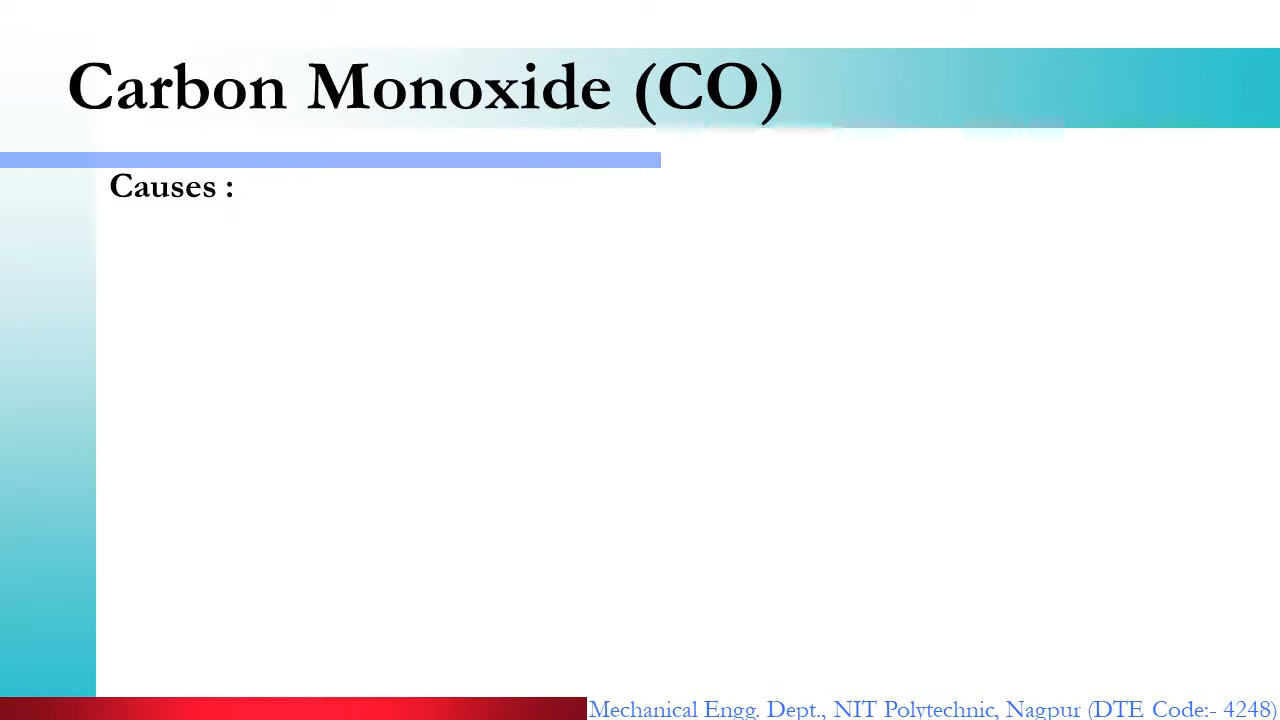 Carbon Monoxide (CO)
Causes :
Mechanical Engg. Dept., NIT Polytechnic, Nagpur (DTE Code:- 4248)